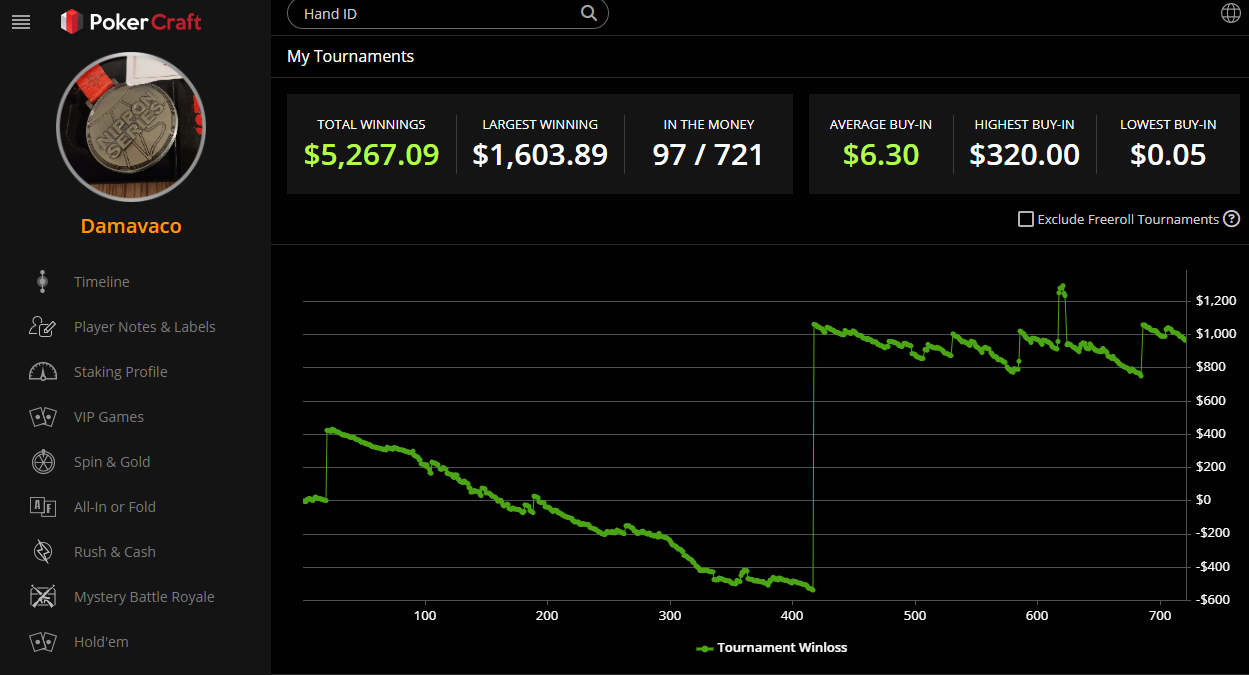 PokerCraft
Hand ID
My Tournaments
NIPPON
SERIES
Damavaco
Timeline
Player Notes & Labels
Staking Profile
VIP Games
Spin & Gold
All-In or Fold
A F
Rush & Cash
Mystery Battle Royale
Hold'em
TOTAL WINNINGS
$5,267.09
LARGEST WINNING
$1,603.89
IN THE MONEY
97 / 721
AVERAGE BUY-IN
$6.30
HIGHEST BUY-IN
$320.00
LOWEST BUY-IN
$0.05
Exclude Freeroll Tournaments ?
$1,200
$1,000
$800
$600
$400
$200
$0
-$200
-$400
-$600
100 200 300 400 500 600 700
Tournament Winloss